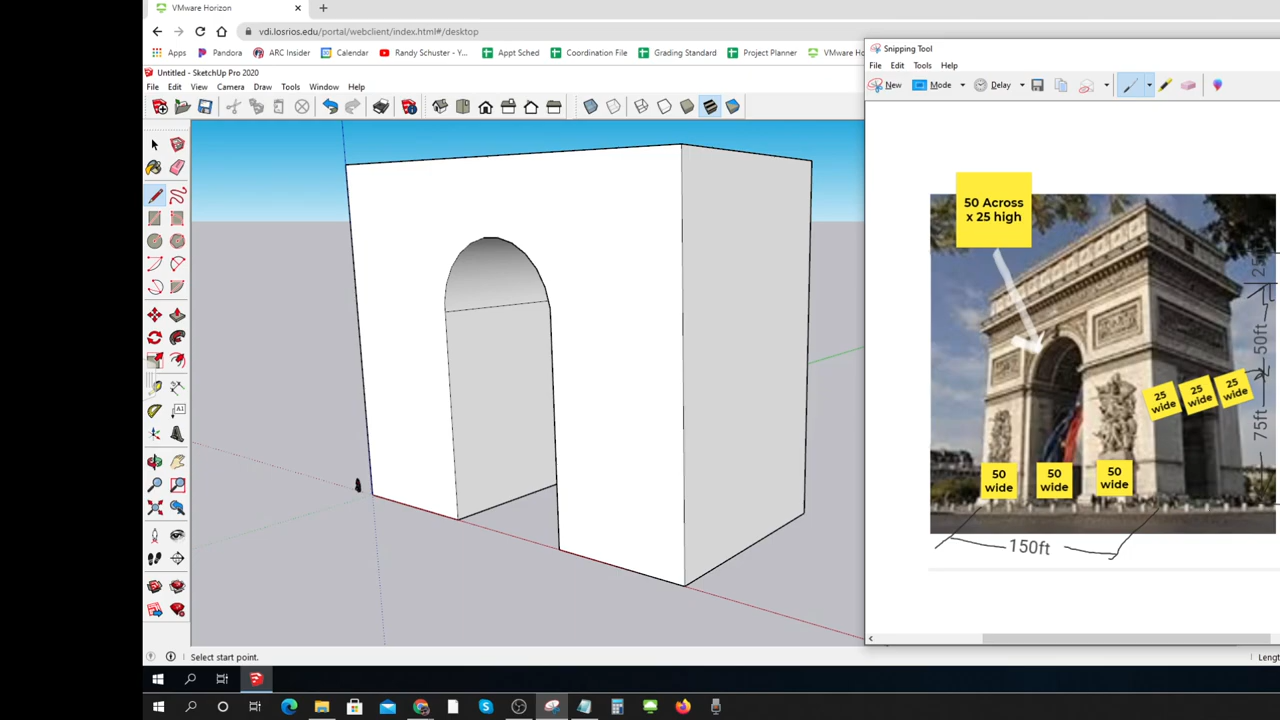 VMware Horizon
vdi.losrios.edu/portal/webclient/index.html#/desktop
Apps Pandora ARC Insider Calendar Randy Schuster - Y... Appt Sched Coordination File Grading Standard Project Planner VMware Ho
Untitled - SketchUp Pro 2020
File Edit View Camera Draw Tools Window Help
Select start point.
Snipping Tool
File Edit Tools Help
New Mode Delay
50 Across
x 25 high
25
wide
25
wide
25
wide
50
wide
50
wide
50
wide
50ft
75ft
150ft
A1